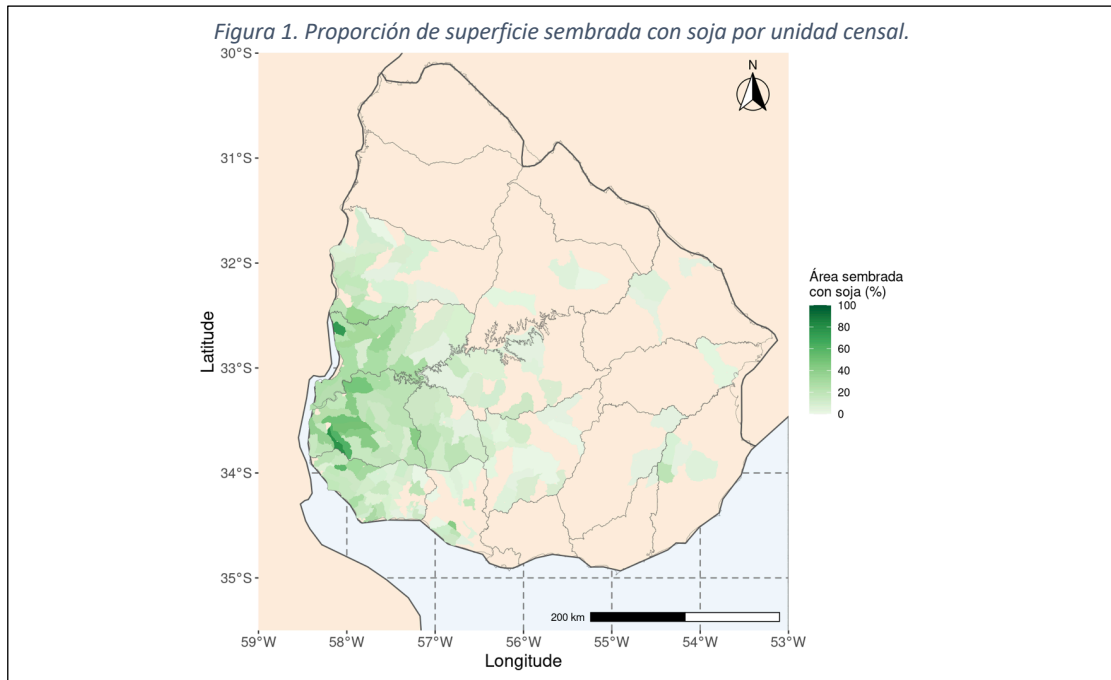 Figura 1. Proporción de superficie sembrada con soja por unidad censal.
30°S
N
31°S
32°S
Área sembrada
con soja (%)
100
80
60
40
20
0
Latitude
33°S
34°S
35°S
200 km
59°W 58°W 57°W 56°W 55°W 54°W 53°W
Longitude